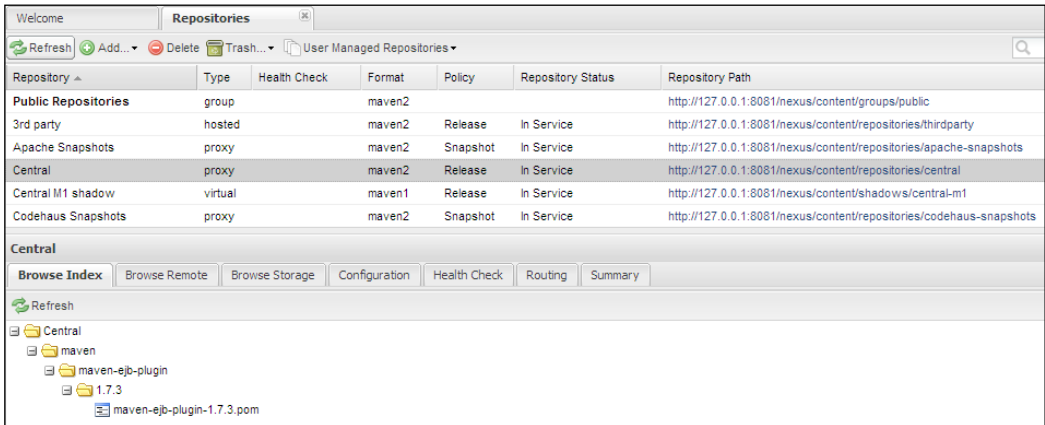 Welcome Repositories
Refresh Add... Delete Trash... User Managed Repositories
Repository Type Health Check Format Policy Repository Status Repository Path
Public Repositories group maven2 http://127.0.0.1:8081/nexus/content/groups/public
3rd party hosted maven2 Release In Service http://127.0.0.1:8081/nexus/content/repositories/thirdparty
Apache Snapshots proxy maven2 Snapshot In Service http://127.0.0.1:8081/nexus/content/repositories/apache-snapshots
Central proxy maven2 Release In Service http://127.0.0.1:8081/nexus/content/repositories/central
Central M1 shadow virtual maven1 Release In Service http://127.0.0.1:8081/nexus/content/shadows/central-m1
Codehaus Snapshots proxy maven2 Snapshot In Service http://127.0.0.1:8081/nexus/content/repositories/codehaus-snapshots
Central
Browse Index Browse Remote Browse Storage Configuration Health Check Routing Summary
Refresh
Central
maven
maven-ejb-plugin
1.7.3
maven-ejb-plugin-1.7.3.pom